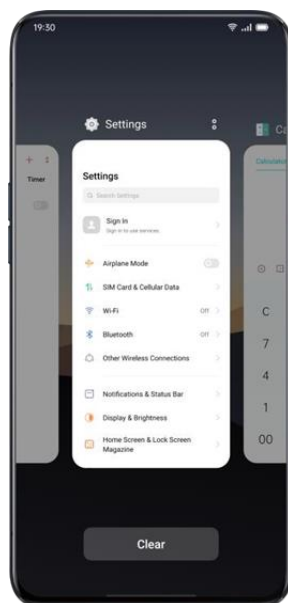 19:30
Settings
Ca
Timer
Settings
Calculator
Search Settings
Sign in
Sign in to use services.
Airplane Mode
SIM Card & Cellular Data
Wi-Fi
Off
C
Bluetooth
Off
7
Other Wireless Connections
4
Notifications & Status Bar
1
Display & Brightness
00
Home Screen & Lock Screen
Magazine
Clear